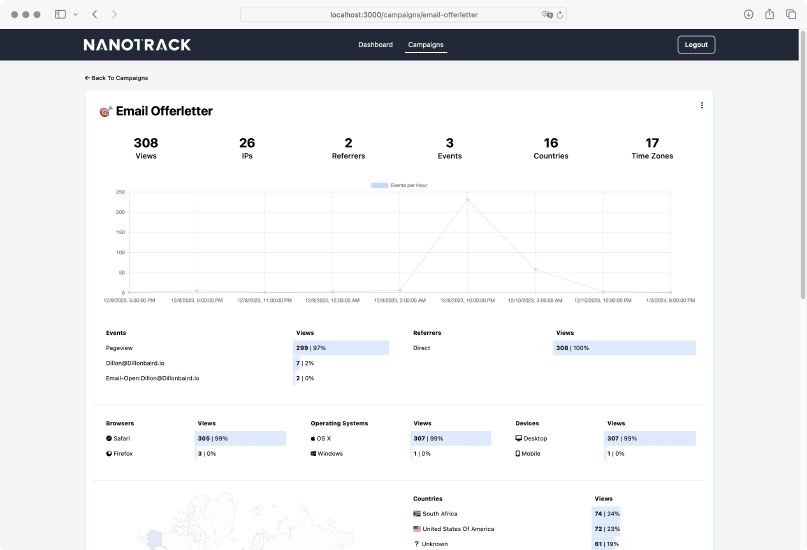 localhost:3000/campaigns/email-offerletter
NANOTRACK
Dashboard
Campaigns
Logout
← Back To Campaigns
Email Offerletter
308 26 2 3 16 17
Views IPs Referrers Events Countries Time Zones
Events per Hour
250
200
150
100
50
0
12/8/2023, 5:00:00 PM 12/8/2023, 6:00:00 PM 12/8/2023, 11:00:00 PM 12/9/2023, 12:00:00 AM 12/9/2023, 2:00:00 AM 12/9/2023, 10:00:00 PM 12/10/2023, 3:00:00 AM 12/10/2023, 10:00:00 PM 1/3/2024, 8:00:00 PM
Events Views Referrers Views
Pageview 299 | 97% Direct 308 | 100%
Dillon@Dillonbaird.io 7 | 2%
Email-Open:Dillon@Dillonbaird.io 2 | 0%
Browsers Views Operating Systems Views Devices Views
Safari 305 | 99% OS X 307 | 99% Desktop 307 | 99%
Firefox 3 | 0% Windows 1 | 0% Mobile 1 | 0%
Countries Views
South Africa 74 | 24%
United States Of America 72 | 23%
? Unknown 61 | 19%